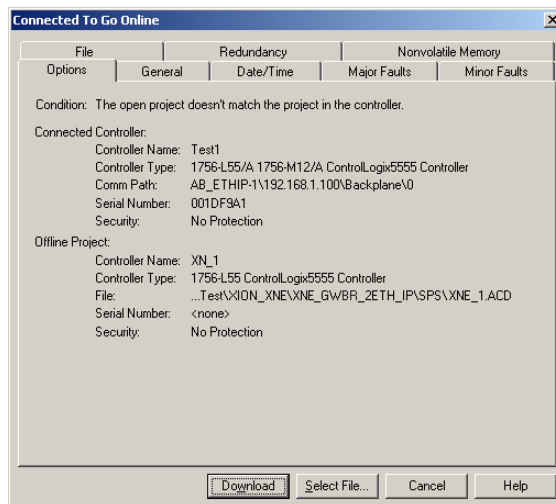 Connected To Go Online
File Redundancy Nonvolatile Memory
Options General Date/Time Major Faults Minor Faults
Condition: The open project doesn't match the project in the controller.
Connected Controller:
Controller Name: Test1
Controller Type: 1756-L55/A 1756-M12/A ControlLogix5555 Controller
Comm Path: AB_ETHIP-1\192.168.1.100\Backplane\0
Serial Number: 001DF9A1
Security: No Protection
Offline Project:
Controller Name: XN_1
Controller Type: 1756-L55 ControlLogix5555 Controller
File: ...Test\XION_XNE\XNE_GWBR_2ETH_IP\SPS\XNE_1.ACD
Serial Number: <none>
Security: No Protection
Download Select File... Cancel Help